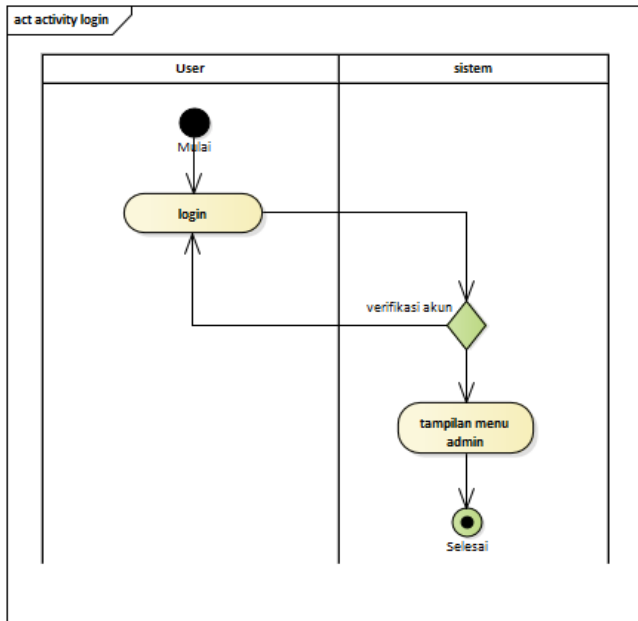 act activity login
User
sistem
Mulai
login
verifikasi akun
tampilan menu
admin
Selesai